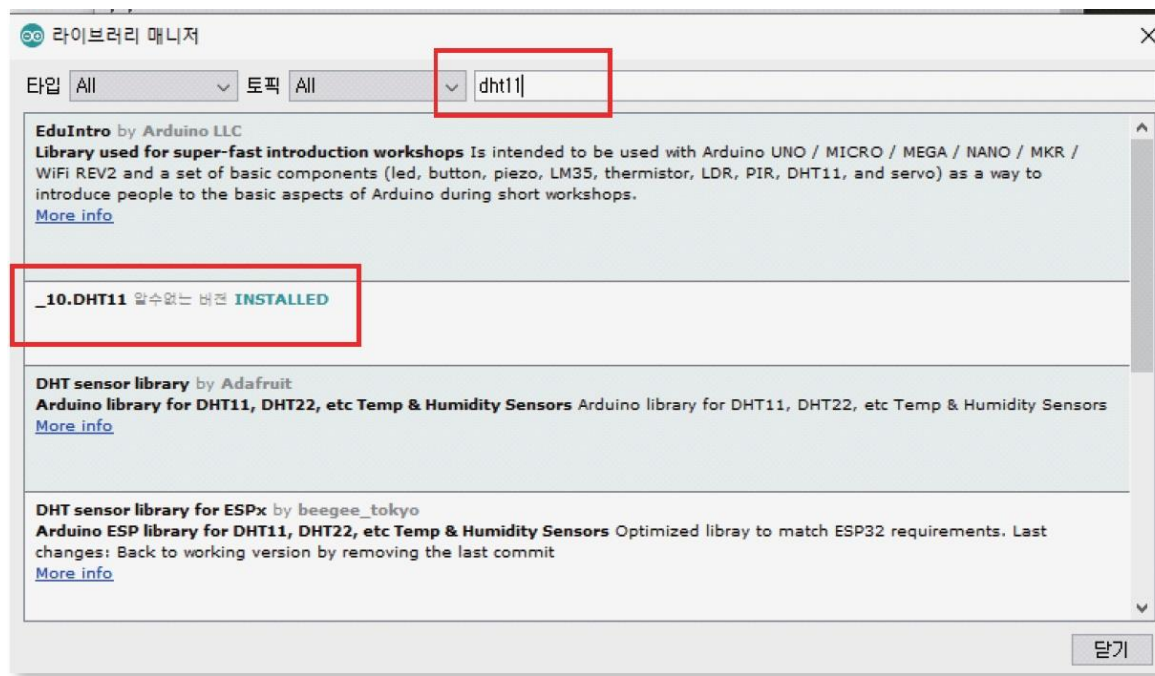 라이브러리 매니저
타입 All 토픽 All dht11
EduIntro by Arduino LLC
Library used for super-fast introduction workshops Is intended to be used with Arduino UNO / MICRO / MEGA / NANO / MKR /
WiFi REV2 and a set of basic components (led, button, piezo, LM35, thermistor, LDR, PIR, DHT11, and servo) as a way to
introduce people to the basic aspects of Arduino during short workshops.
More info
_10.DHT11 알수없는 버전 INSTALLED
DHT sensor library by Adafruit
Arduino library for DHT11, DHT22, etc Temp & Humidity Sensors Arduino library for DHT11, DHT22, etc Temp & Humidity Sensors
More info
DHT sensor library for ESPx by beegee_tokyo
Arduino ESP library for DHT11, DHT22, etc Temp & Humidity Sensors Optimized libray to match ESP32 requirements. Last
changes: Back to working version by removing the last commit
More info
닫기